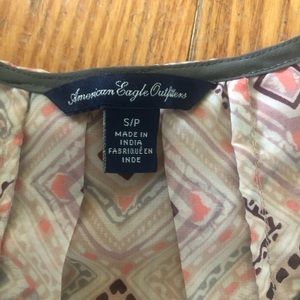 American Eagle Outfitters
S/P
MADE IN
INDIA
FABRIQUÉ EN
INDE